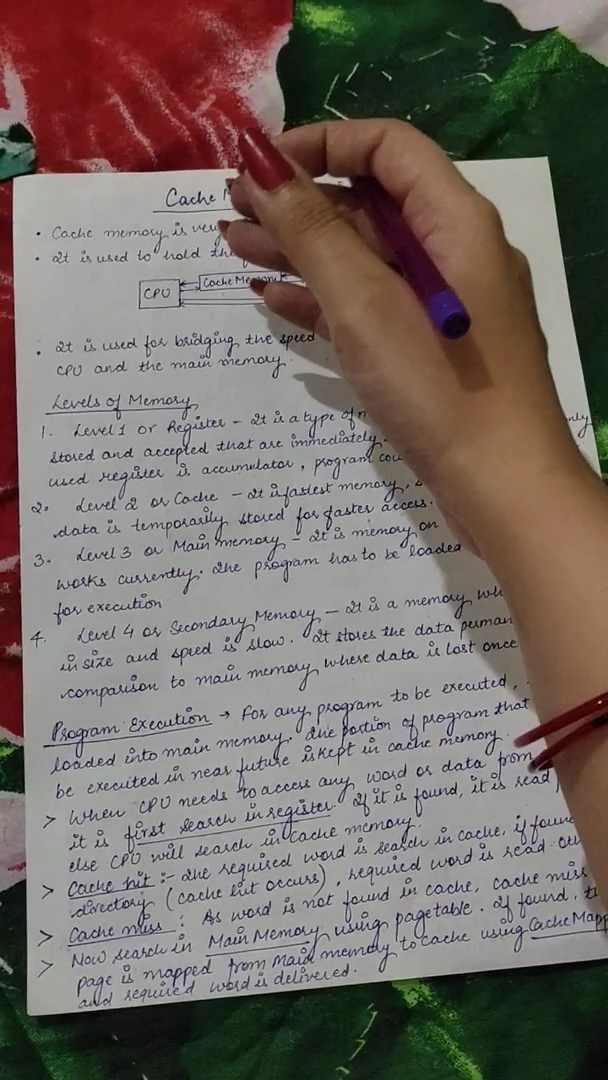 Cache
• Cache memory is very
• It is used to hold the
CPU
Cache Memory
• It is used for bridging the speed
CPU and the main memory.
Levels of Memory
1. Level 1 or Register - It is a type of
only
stored and accepted that are immediately.
used register is accumulator, program
2. Level 2 or Cache - It is fastest memory,
data is temporarily stored for faster access.
3. Level 3 or Main memory - It is memory on
works currently. The program has to be loaded
for execution
4. Level 4 or Secondary Memory - It is a memory
in size and speed is slow. It stores the data
comparison to main memory where data is lost once
Program Execution → For any program to be executed,
loaded into main memory. The portion of program that
be executed in near future is kept in cache memory.
> When CPU needs to access any word or data from
it is first search in register. If it is found, it is read
else CPU will search in cache memory.
> Cache hit :- The required word is search in cache, if found
directory (cache hit occurs), required word is read
> Cache miss : As word is not found in cache, cache miss
> Now search in Main Memory using pagetable. If found,
page is mapped from main memory to cache using Cache
and required word is delivered.